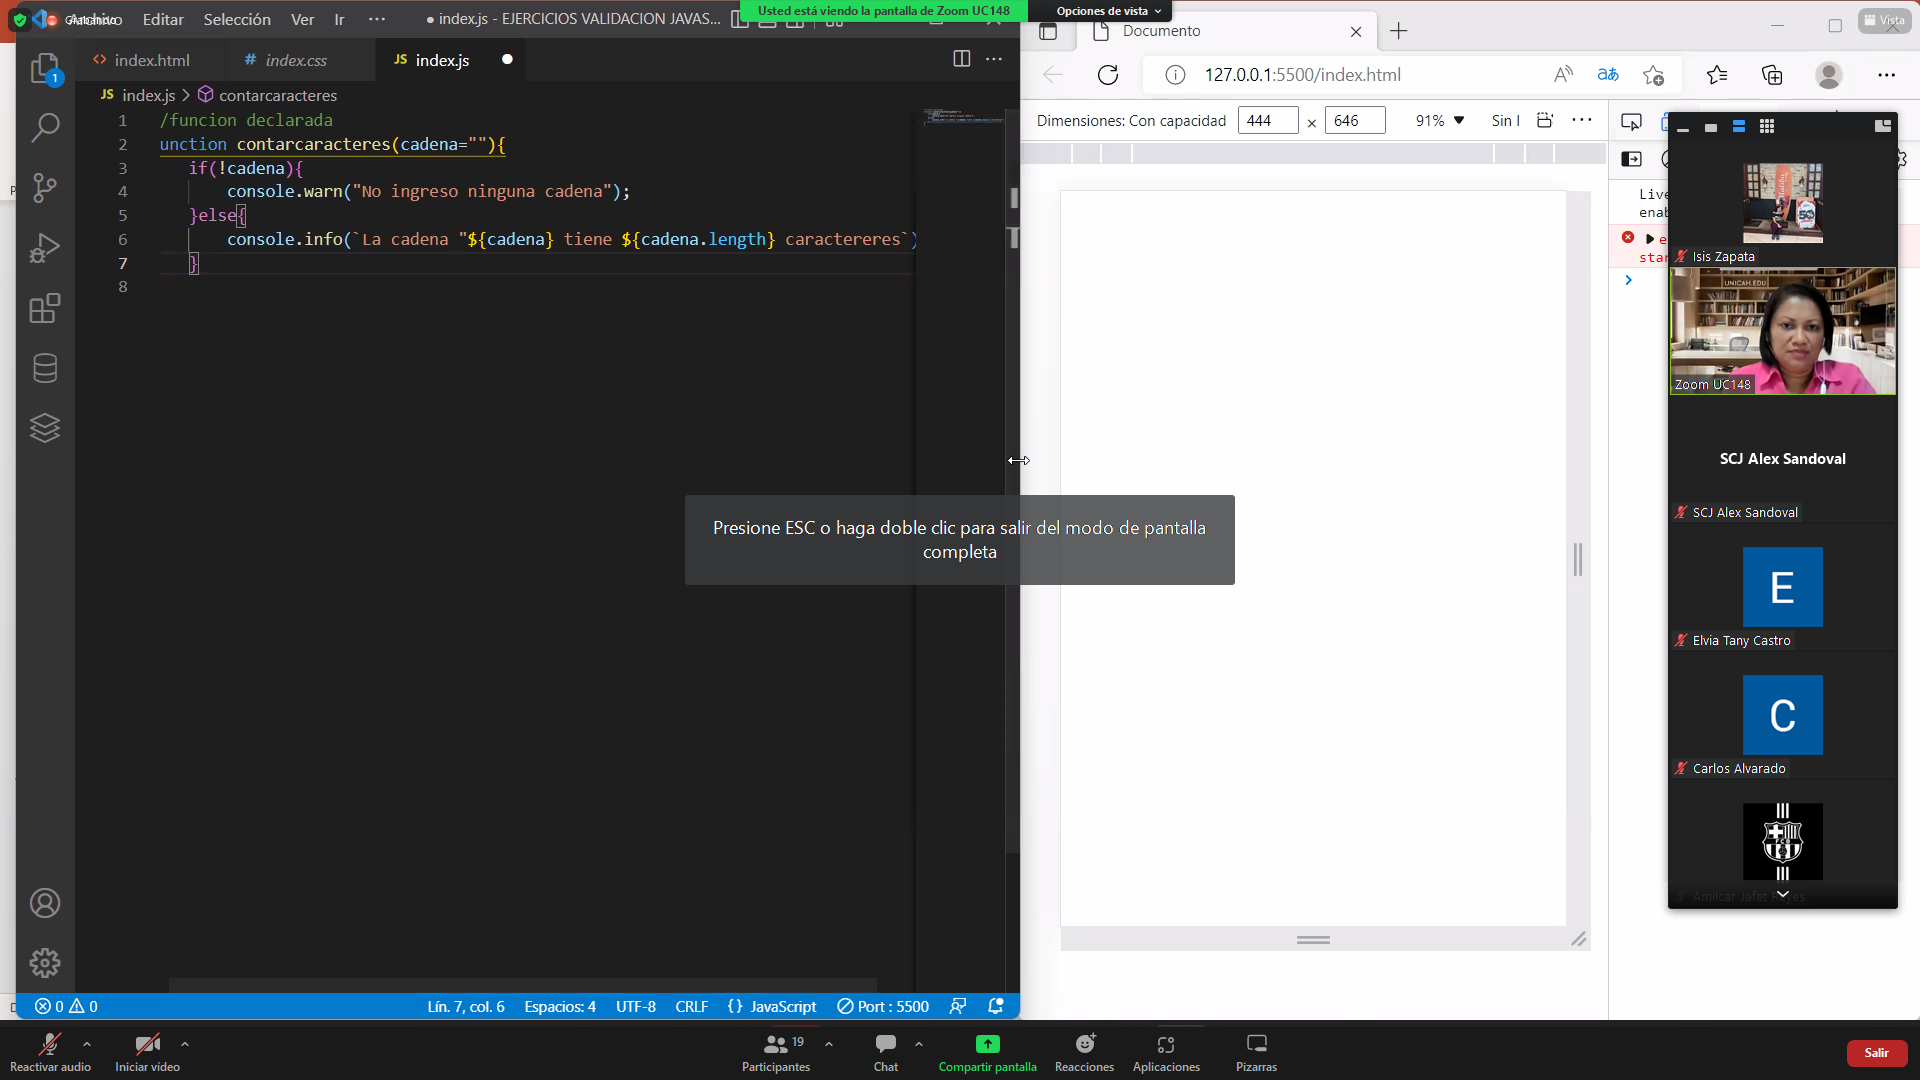 Archivo Editar Selección Ver Ir ··· ● index.js - EJERCICIOS VALIDACION JAVAS...
Usted está viendo la pantalla de Zoom UC148
Opciones de vista
Documento
Vista
index.html
index.css
JS index.js
127.0.0.1:5500/index.html
JS index.js > contarcaracteres
Dimensiones: Con capacidad 444 × 646 91% Sin l
1 /funcion declarada
2 unction contarcaracteres(cadena=""){
3 if(!cadena){
4 console.warn("No ingreso ninguna cadena");
5 }else{
6 console.info(`La cadena "${cadena} tiene ${cadena.length} caractereres`)
7 }
8
1
Live
enab
e
star
Isis Zapata
UNICAH.EDU
Zoom UC148
SCJ Alex Sandoval
SCJ Alex Sandoval
E
Elvia Tany Castro
C
Carlos Alvarado
FCB
Amilcar Jafet Reyes
Presione ESC o haga doble clic para salir del modo de pantalla
completa
0 0
Lín. 7, col. 6 Espacios: 4 UTF-8 CRLF {} JavaScript Port : 5500
Reactivar audio
Iniciar vídeo
19
Participantes
Chat
Compartir pantalla
Reacciones
Aplicaciones
Pizarras
Salir